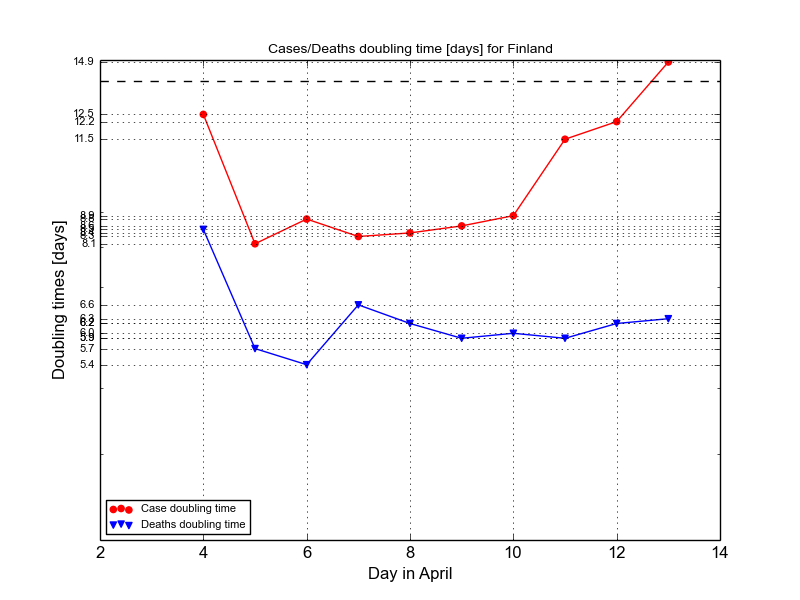 Cases/Deaths doubling time [days] for Finland
14.9
12.5
12.2
11.5
8.1
6.6
6.3
6.2
6.0
5.9
5.7
5.4
Doubling times [days]
Case doubling time
Deaths doubling time
2 4 6 8 10 12 14
Day in April